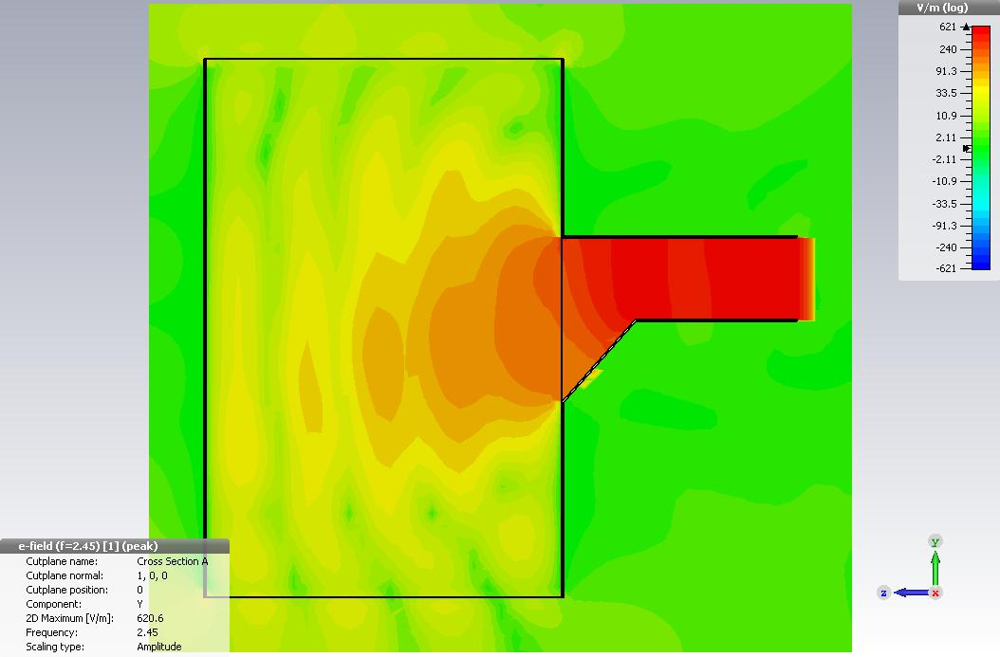 V/m (log)
621
240
91.3
33.5
10.9
2.11
-2.11
-10.9
-33.5
-91.3
-240
-621
e-field (f=2.45) [1] (peak)
Cutplane name: Cross Section A
Cutplane normal: 1, 0, 0
Cutplane position: 0
Component: Y
2D Maximum [V/m]: 620.6
Frequency: 2.45
Scaling type: Amplitude
y
z x